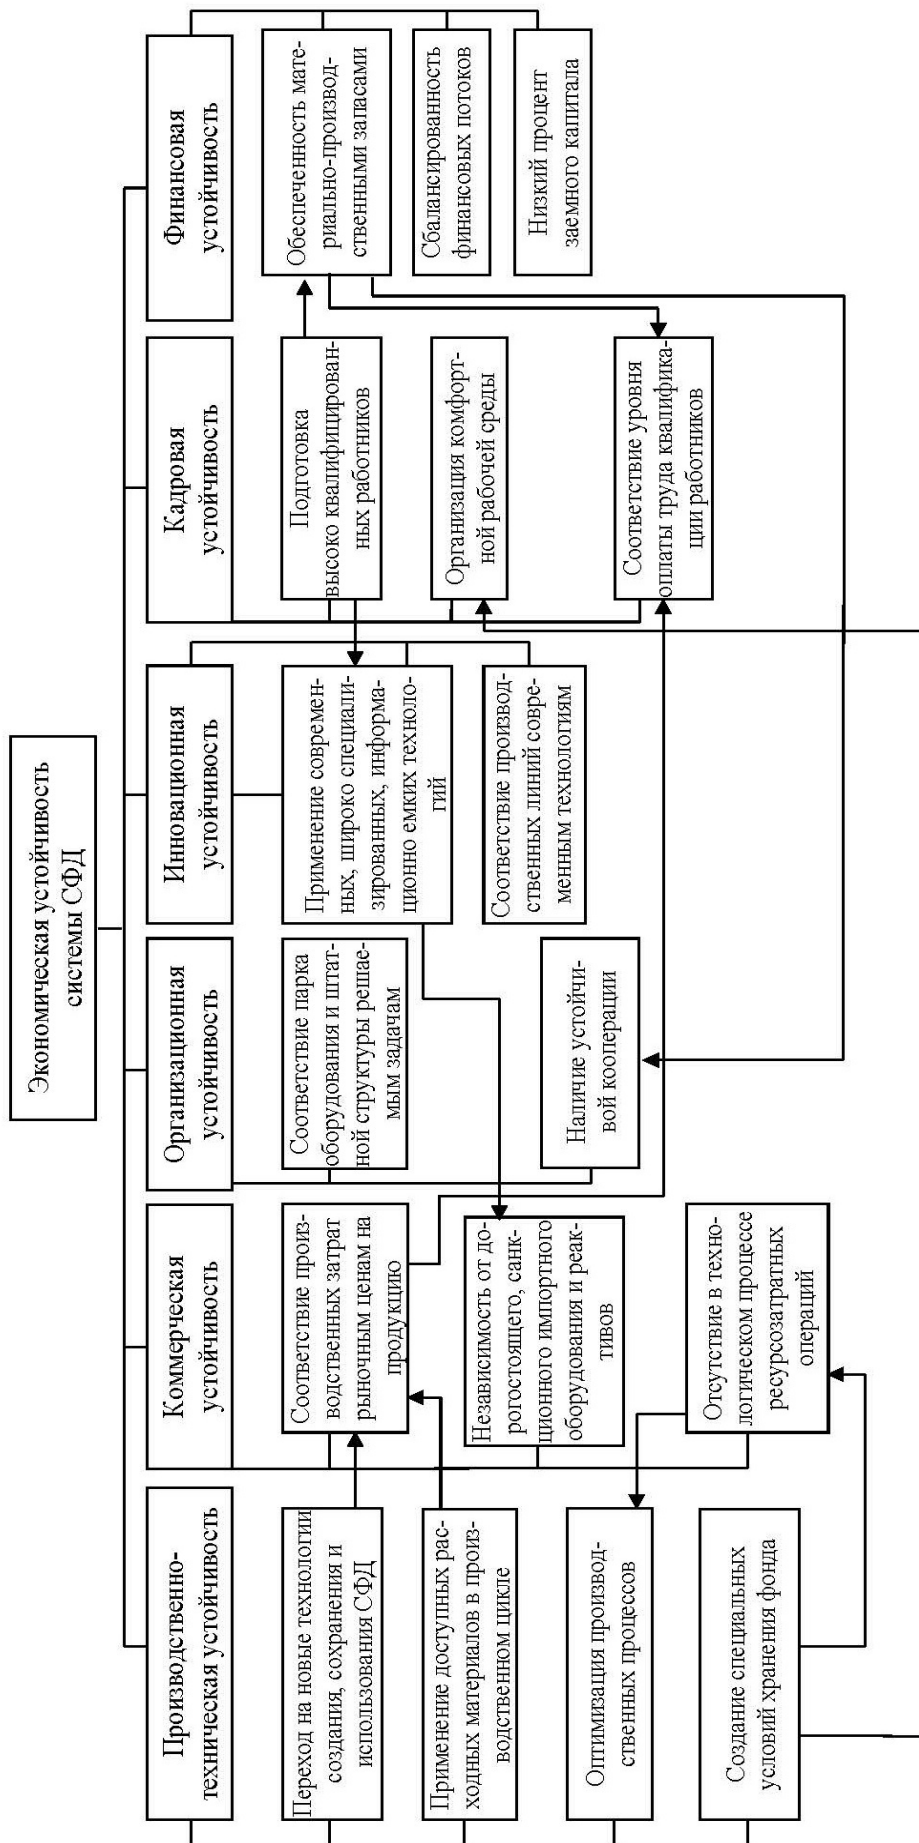 Экономическая устойчивость
системы СФД
Производственно-
техническая устойчивость
Коммерческая
устойчивость
Организационная
устойчивость
Инновационная
устойчивость
Кадровая
устойчивость
Финансовая
устойчивость
Переход на новые технологии
создания, сохранения и
использования СФД
Применение доступных рас-
ходных материалов в произ-
водственном цикле
Оптимизация производ-
ственных процессов
Создание специальных
условий хранения фонда
Соответствие произ-
водственных затрат
рыночным ценам на
продукцию
Независимость от до-
рогостоящего, санк-
ционного импортного
оборудования и реак-
тивов
Отсутствие в техно-
логическом процессе
ресурсозатратных
операций
Соответствие парка
оборудования и штат-
ной структуры решае-
мым задачам
Наличие устойчи-
вой кооперации
Применение современ-
ных, широко специали-
зированных, информа-
ционно емких техноло-
гий
Соответствие производ-
ственных линий совре-
менным технологиям
Подготовка
высоко квалифицирован-
ных работников
Организация комфорт-
ной рабочей среды
Соответствие уровня
оплаты труда квалифика-
ции работников
Обеспеченность мате-
риально-производ-
ственными запасами
Сбалансированность
финансовых потоков
Низкий процент
заемного капитала